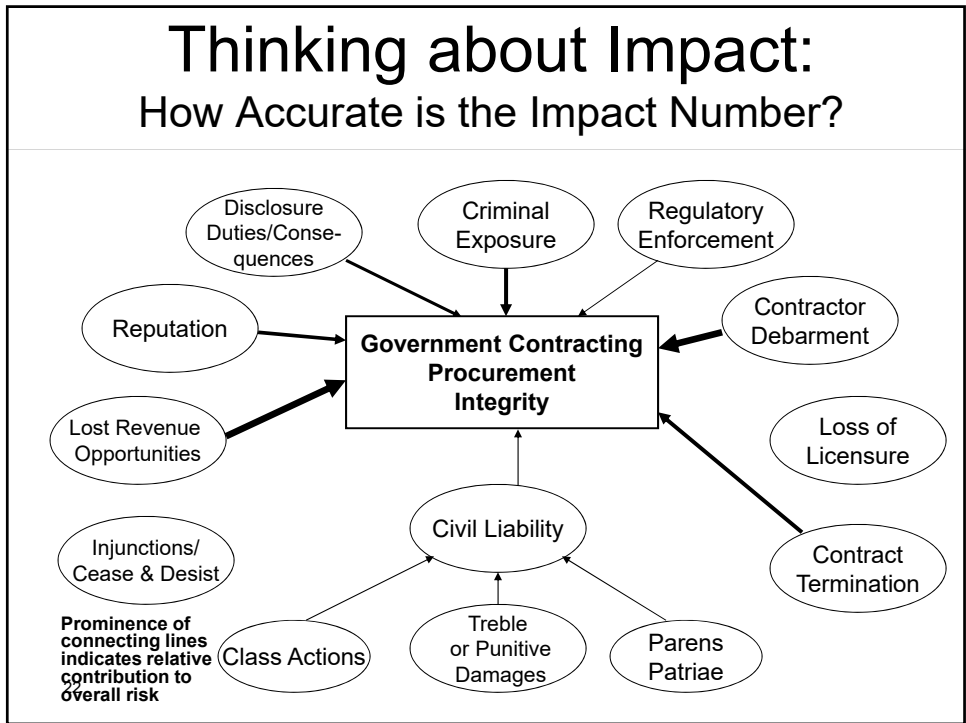 Thinking about Impact:
How Accurate is the Impact Number?
Disclosure
Duties/Conse-
quences
Criminal
Exposure
Regulatory
Enforcement
Reputation
Contractor
Debarment
Government Contracting
Procurement
Integrity
Lost Revenue
Opportunities
Loss of
Licensure
Civil Liability
Injunctions/
Cease & Desist
Contract
Termination
Prominence of
connecting lines
indicates relative
contribution to
overall risk
22
Class Actions
Treble
or Punitive
Damages
Parens
Patriae